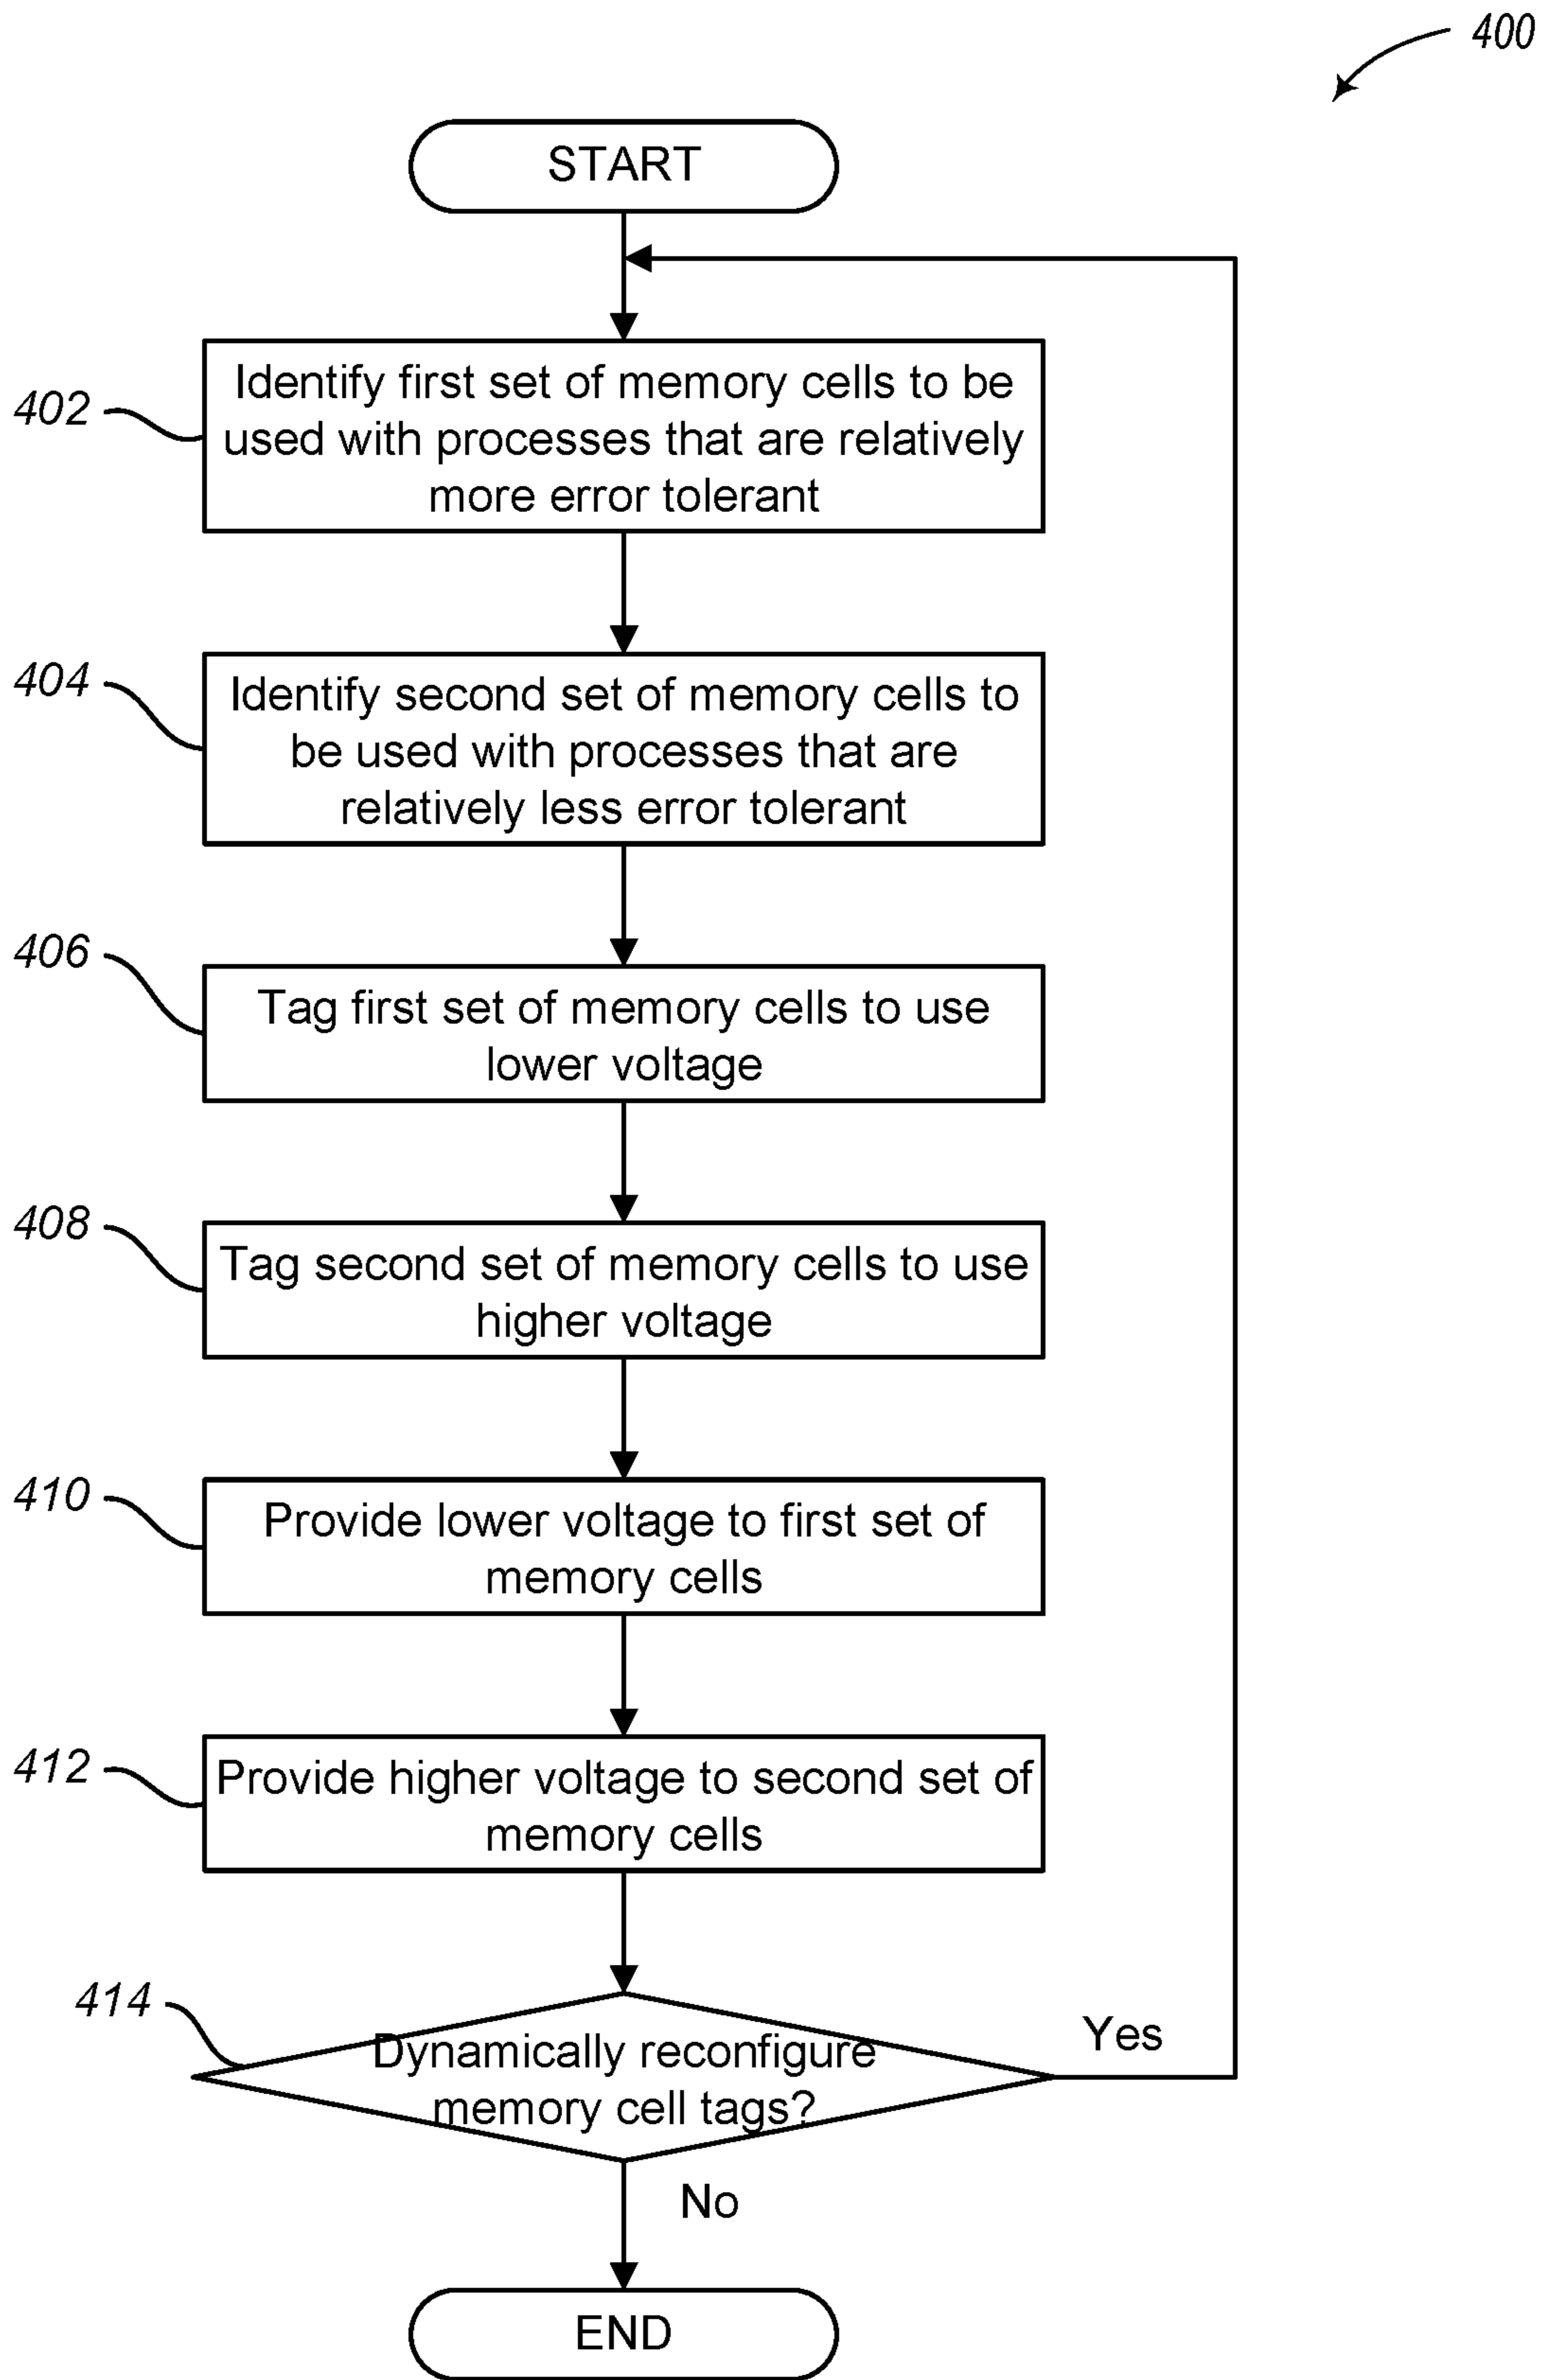 400
START
402
Identify first set of memory cells to be
used with processes that are relatively
more error tolerant
404
Identify second set of memory cells to
be used with processes that are
relatively less error tolerant
406
Tag first set of memory cells to use
lower voltage
408
Tag second set of memory cells to use
higher voltage
410
Provide lower voltage to first set of
memory cells
412
Provide higher voltage to second set of
memory cells
414
Dynamically reconfigure
memory cell tags?
Yes
No
END